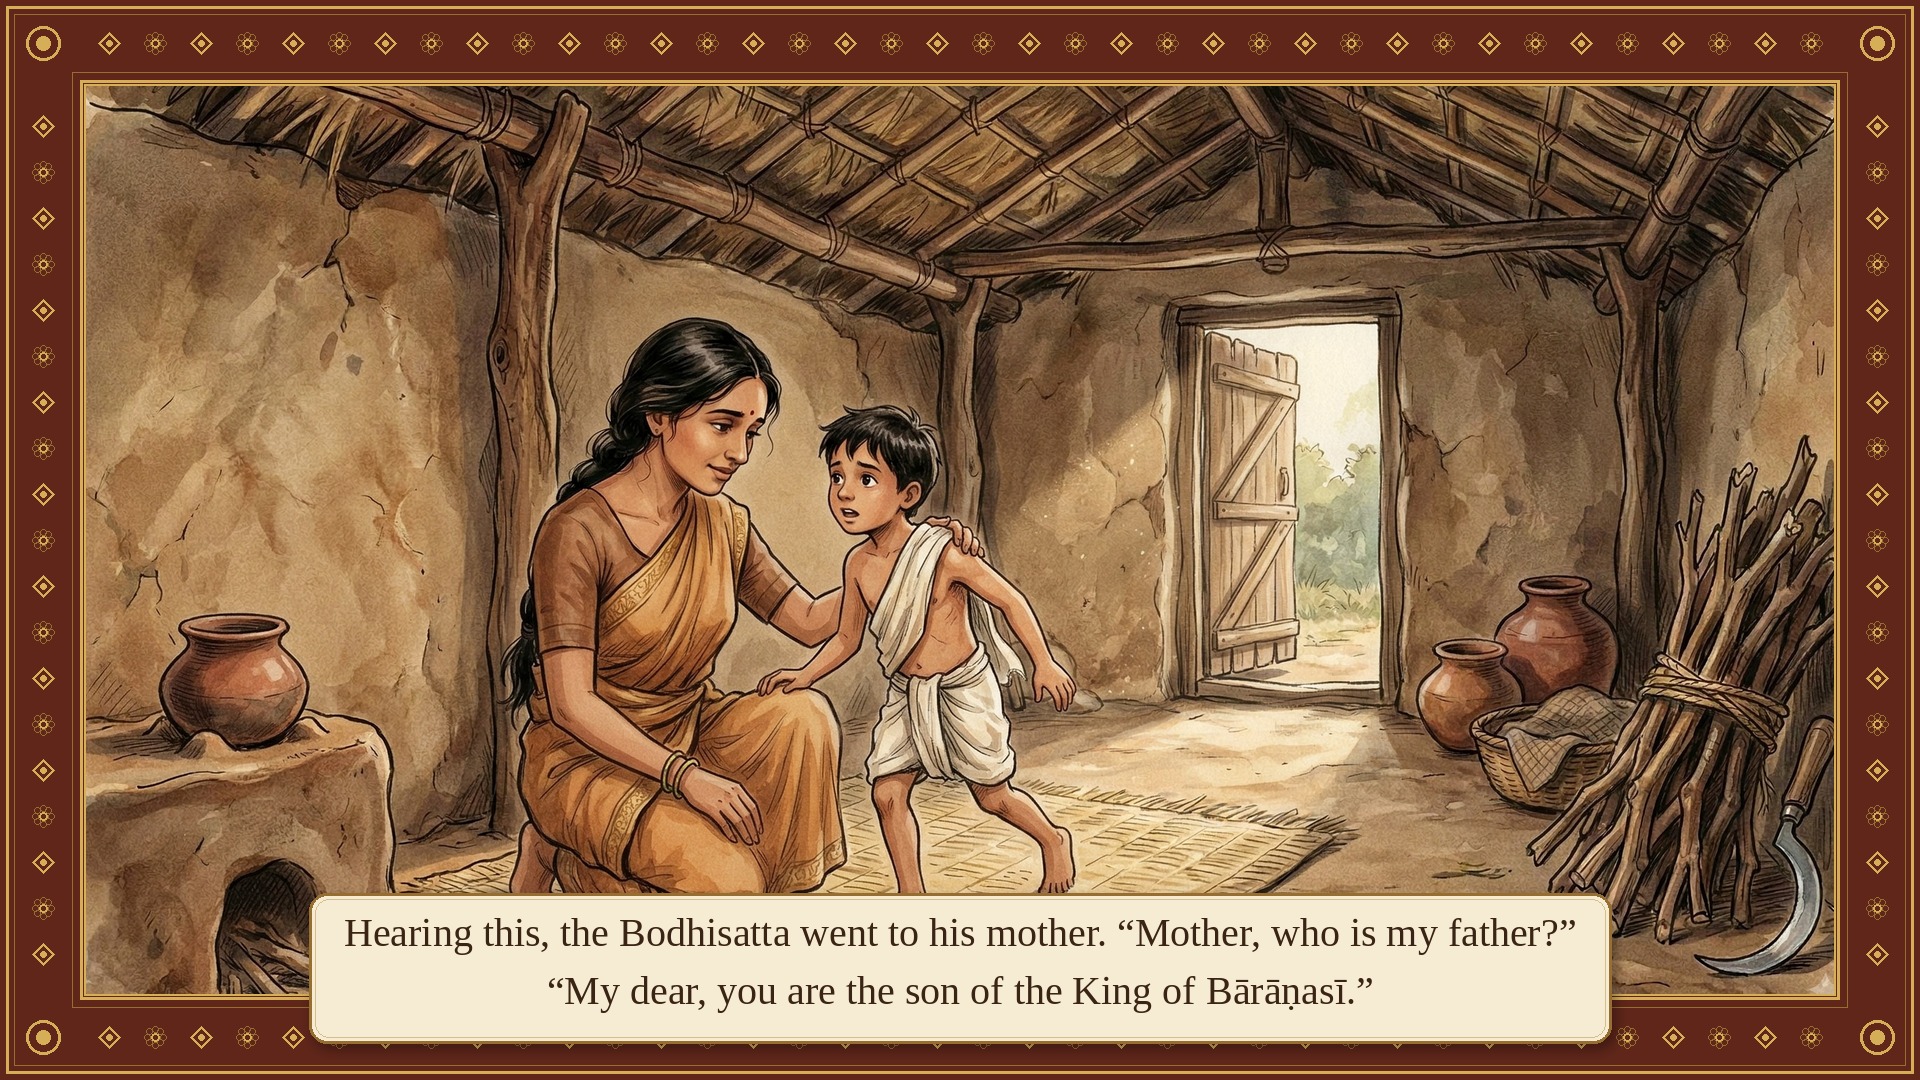 Hearing this, the Bodhisatta went to his mother. “Mother, who is my father?”
“My dear, you are the son of the King of Bārāṇasī.”